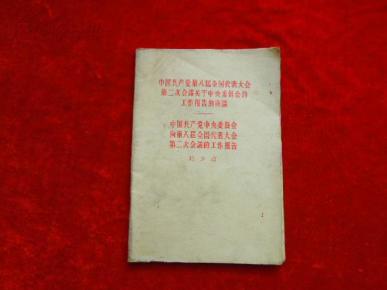 中国共产党第八届全国代表大会
第二次会议关于中央委员会的
工作报告的决议
中国共产党中央委员会
向第八届全国代表大会
第二次会议的工作报告
刘少奇